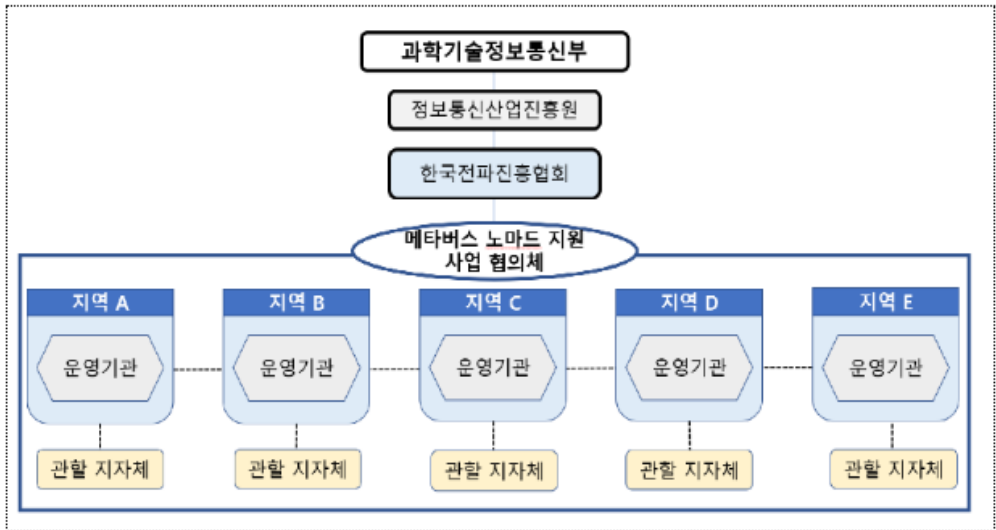 과학기술정보통신부
정보통신산업진흥원
한국전파진흥협회
메타버스 노마드 지원
사업 협의체
지역 A
지역 B
지역 C
지역 D
지역 E
운영기관
운영기관
운영기관
운영기관
운영기관
관할 지자체
관할 지자체
관할 지자체
관할 지자체
관할 지자체